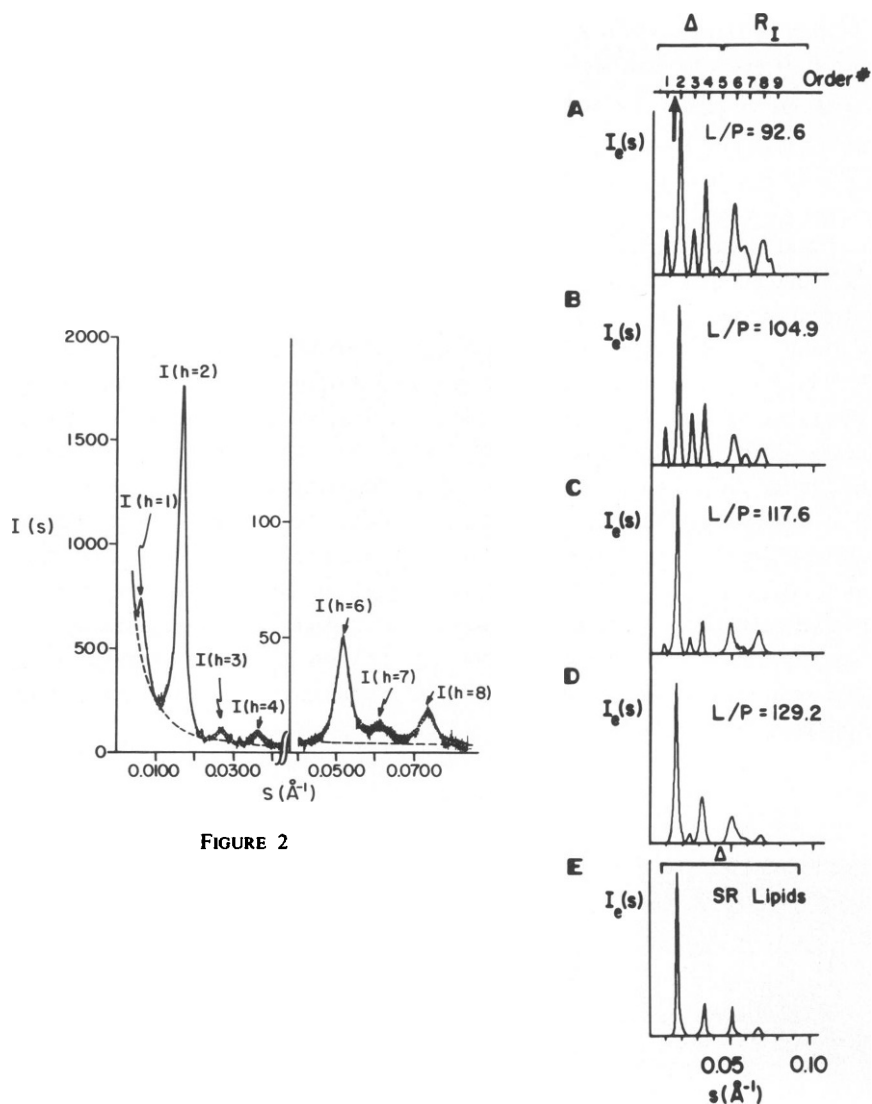 2000
1500
1000
500
0
I (s)
I(h=1)
I(h=2)
I(h=3)
I(h=4)
100
50
I(h=6)
I(h=7)
I(h=8)
0.0100 0.0300 0.0500 0.0700
S (Å⁻¹)
FIGURE 2
Δ R_I
1 2 3 4 5 6 7 8 9 Order #
A
I_e(s)
L/P = 92.6
B
I_e(s)
L/P = 104.9
C
I_e(s)
L/P = 117.6
D
I_e(s)
L/P = 129.2
E
Δ
I_e(s)
SR Lipids
0.05 0.10
s(Å⁻¹)